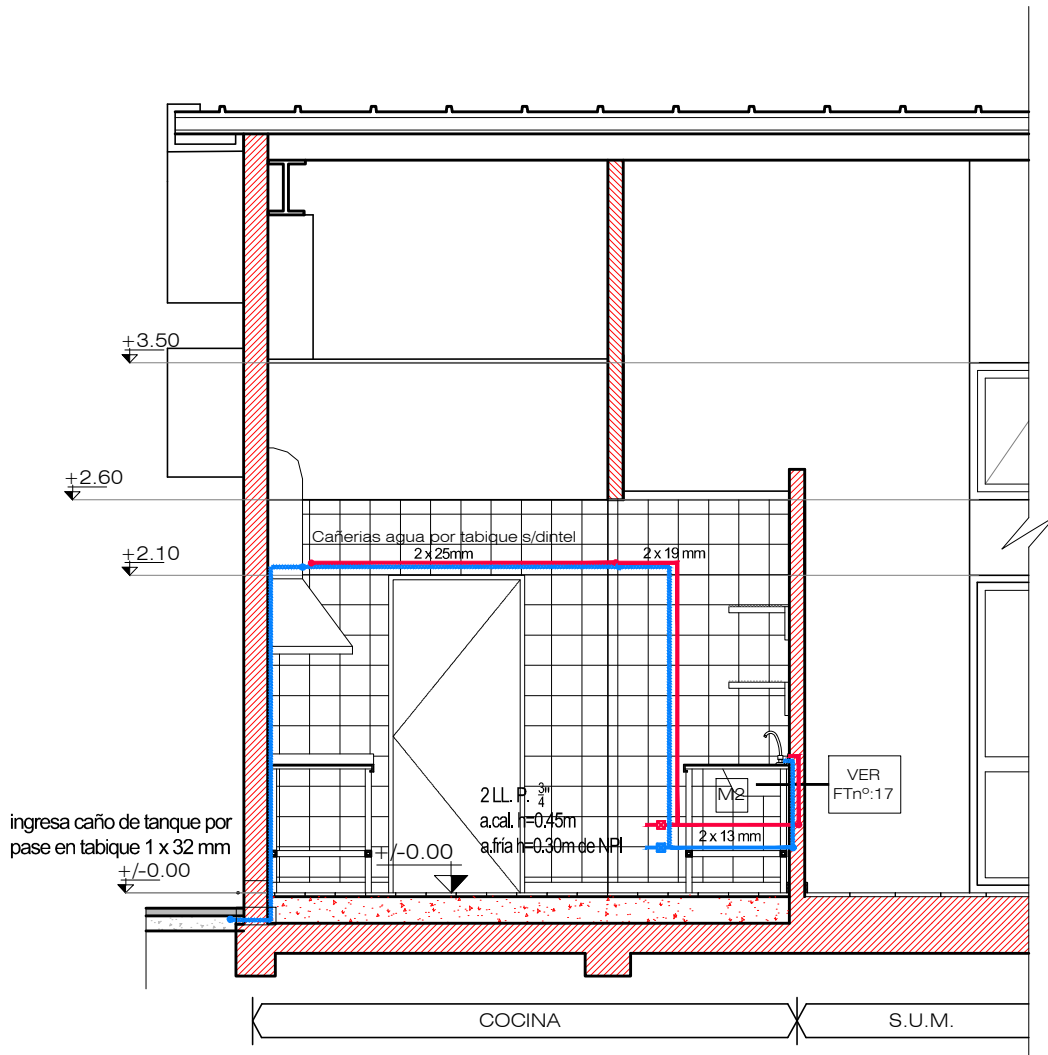 +3.50
+2.60
Cañerias agua por tabique s/dintel
2 x 25mm
2 x 19 mm
+2.10
VER
FTnº:17
M2
2 LL. P. 3/4"
a.cal. h=0.45m
a.fria h=0.30m de NPI
2 x 13 mm
ingresa caño de tanque por
pase en tabique 1 x 32 mm
+/-0.00
+/-0.00
COCINA
S.U.M.